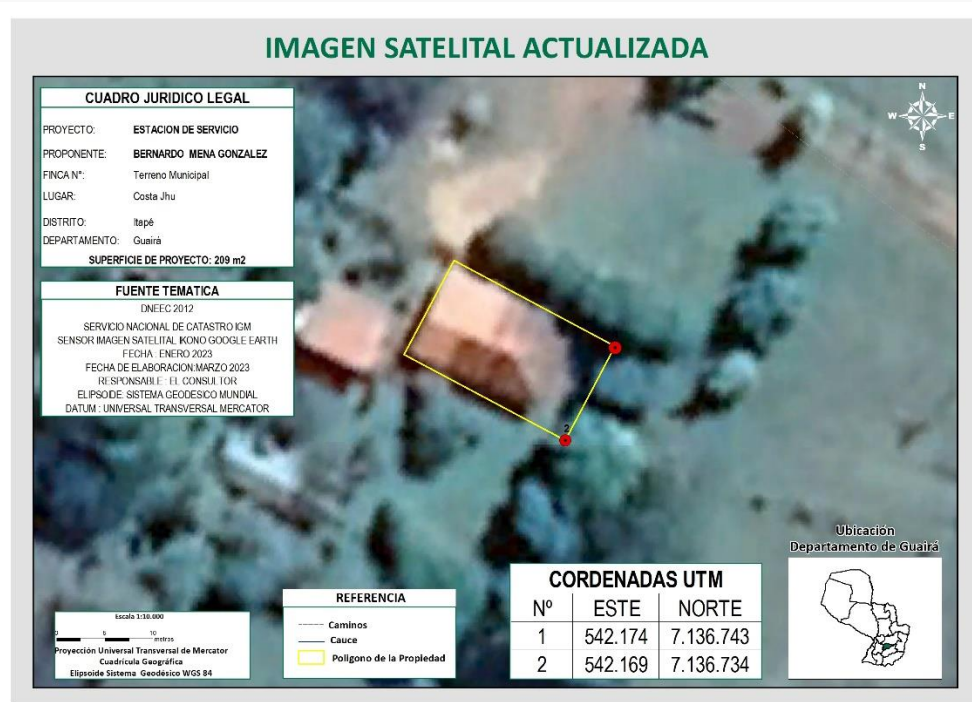 IMAGEN SATELITAL ACTUALIZADA
CUADRO JURIDICO LEGAL
PROYECTO: ESTACION DE SERVICIO
PROPONENTE: BERNARDO MENA GONZALEZ
FINCA N°: Terreno Municipal
LUGAR: Costa Jhu
DISTRITO: Itapé
DEPARTAMENTO: Guairá
SUPERFICIE DE PROYECTO: 209 m2
FUENTE TEMATICA
DNEEC 2012
SERVICIO NACIONAL DE CATASTRO IGM
SENSOR IMAGEN SATELITAL IKONO GOOGLE EARTH
FECHA : ENERO 2023
FECHA DE ELABORACION:MARZO 2023
RESPONSABLE : EL CONSULTOR
ELIPSOIDE: SISTEMA GEODESICO MUNDIAL
DATUM : UNIVERSAL TRANSVERSAL MERCATOR
N
W E
S
2
Ubicación
Departamento de Guairá
CORDENADAS UTM
Nº ESTE NORTE
1 542.174 7.136.743
2 542.169 7.136.734
REFERENCIA
Caminos
Cauce
Poligono de la Propiedad
Escala 1:10.000
0 5 10
metros
Proyección Universal Transversal de Mercator
Cuadrícula Geográfica
Elipsoide Sistema Geodésico WGS 84